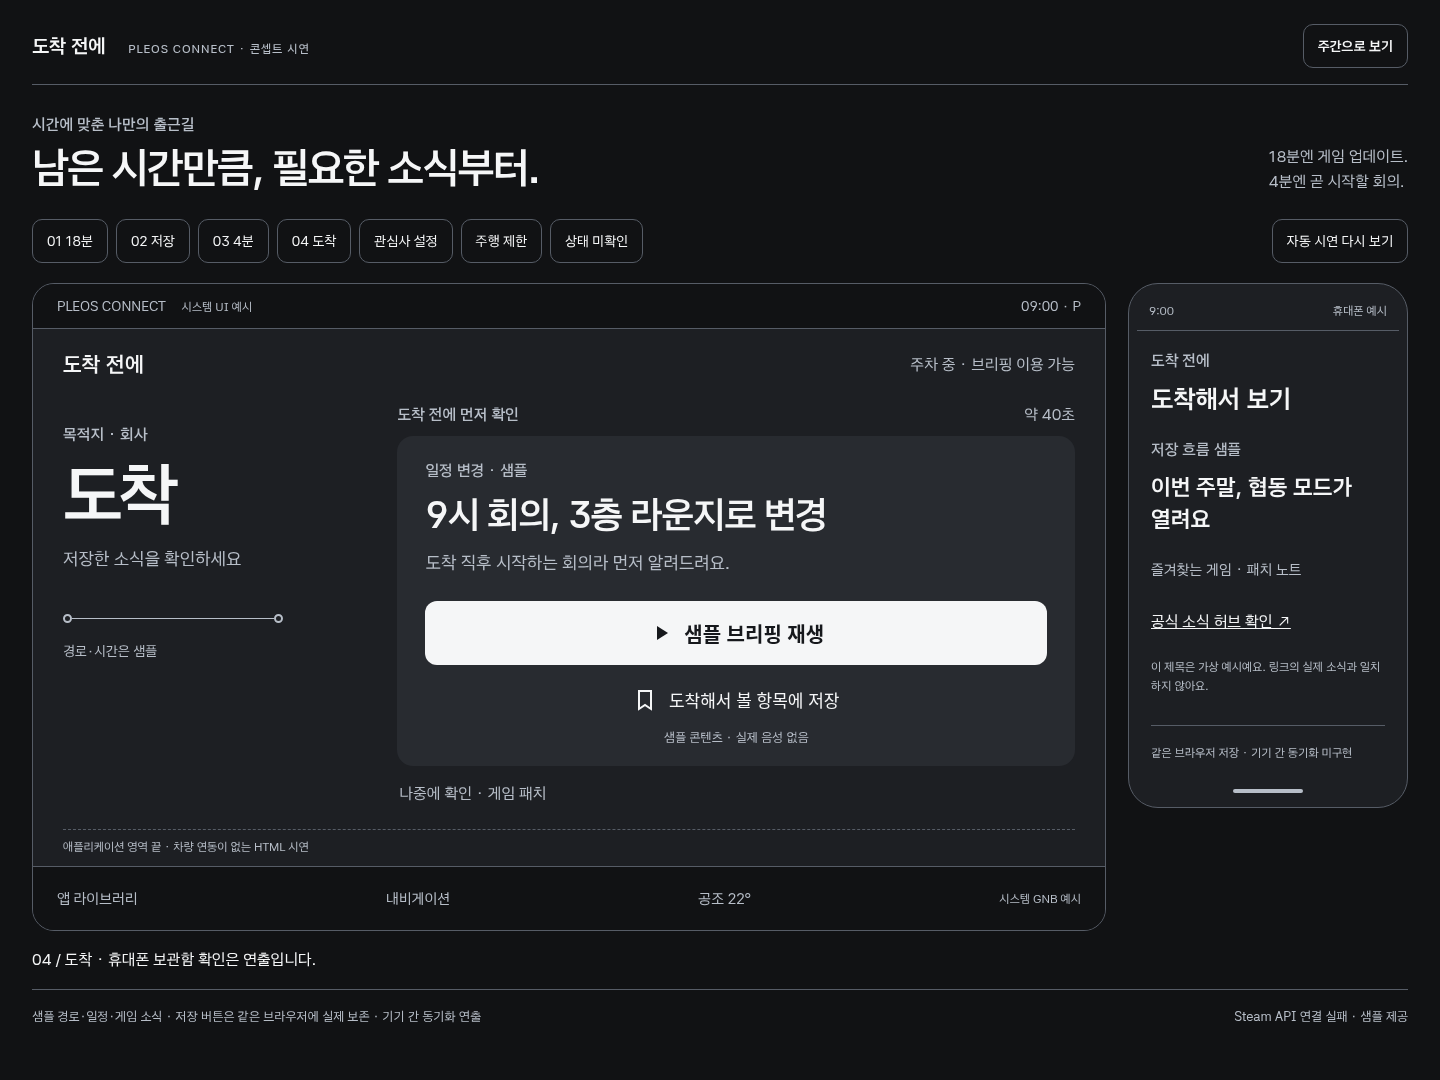 도착 전에
PLEOS CONNECT · 콘셉트 시연
주간으로 보기
시간에 맞춘 나만의 출근길
남은 시간만큼, 필요한 소식부터.
18분엔 게임 업데이트.
4분엔 곧 시작할 회의.
01 18분
02 저장
03 4분
04 도착
관심사 설정
주행 제한
상태 미확인
자동 시연 다시 보기
PLEOS CONNECT
시스템 UI 예시
09:00 · P
도착 전에
주차 중 · 브리핑 이용 가능
목적지 · 회사
도착
저장한 소식을 확인하세요
경로·시간은 샘플
도착 전에 먼저 확인
약 40초
일정 변경 · 샘플
9시 회의, 3층 라운지로 변경
도착 직후 시작하는 회의라 먼저 알려드려요.
샘플 브리핑 재생
도착해서 볼 항목에 저장
샘플 콘텐츠 · 실제 음성 없음
나중에 확인 · 게임 패치
애플리케이션 영역 끝 · 차량 연동이 없는 HTML 시연
앱 라이브러리
내비게이션
공조 22°
시스템 GNB 예시
9:00
휴대폰 예시
도착 전에
도착해서 보기
저장 흐름 샘플
이번 주말, 협동 모드가
열려요
즐겨찾는 게임 · 패치 노트
공식 소식 허브 확인 ↗
이 제목은 가상 예시예요. 링크의 실제 소식과 일치
하지 않아요.
같은 브라우저 저장 · 기기 간 동기화 미구현
04 / 도착 · 휴대폰 보관함 확인은 연출입니다.
샘플 경로·일정·게임 소식 · 저장 버튼은 같은 브라우저에 실제 보존 · 기기 간 동기화 연출
Steam API 연결 실패 · 샘플 제공